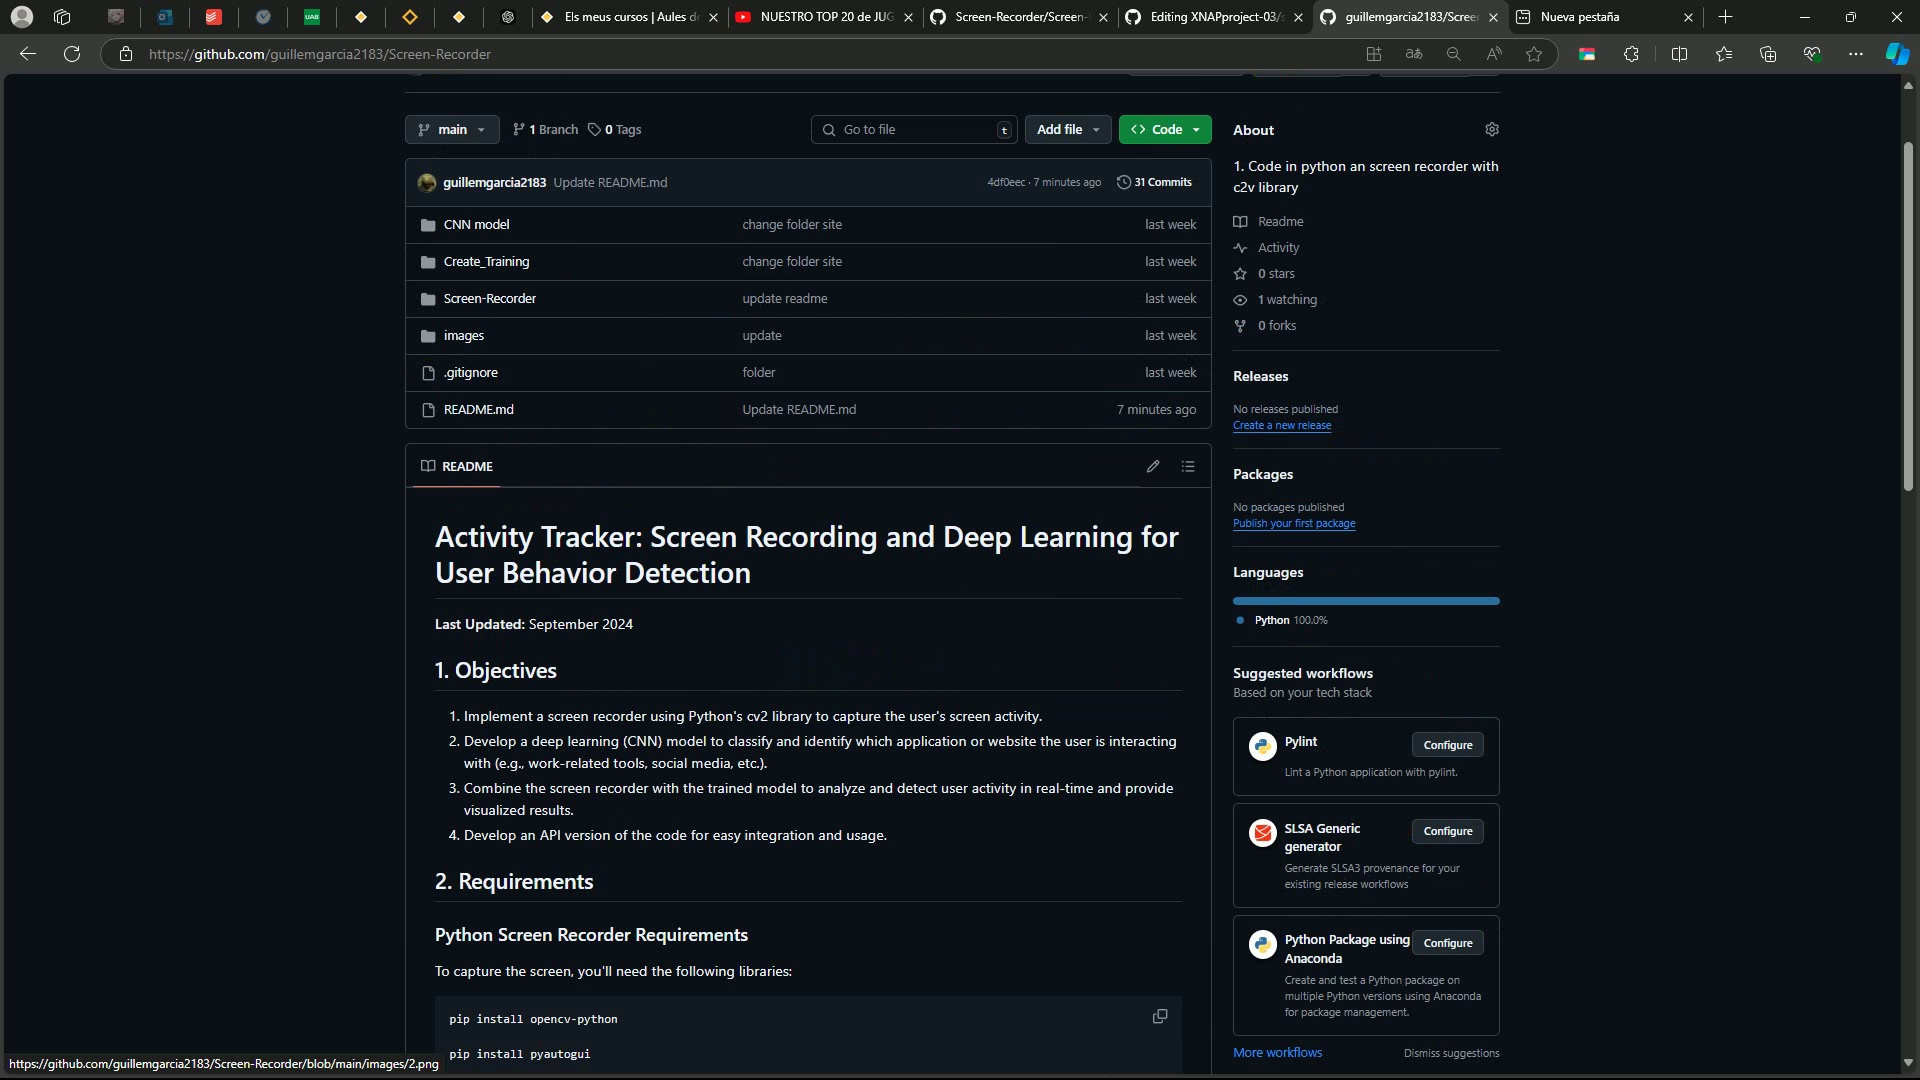 UAB
Els meus cursos | Aules d
NUESTRO TOP 20 de JUG
Screen-Recorder/Screen-
Editing XNAPproject-03/s
guillemgarcia2183/Screen
Nueva pestaña
https://github.com/guillemgarcia2183/Screen-Recorder
main
1 Branch
0 Tags
Go to file
t
Add file
Code
guillemgarcia2183 Update README.md
4df0eec · 7 minutes ago
31 Commits
CNN model change folder site last week
Create_Training change folder site last week
Screen-Recorder update readme last week
images update last week
.gitignore folder last week
README.md Update README.md 7 minutes ago
README
Activity Tracker: Screen Recording and Deep Learning for
User Behavior Detection
Last Updated: September 2024
1. Objectives
1. Implement a screen recorder using Python's cv2 library to capture the user's screen activity.
2. Develop a deep learning (CNN) model to classify and identify which application or website the user is interacting
with (e.g., work-related tools, social media, etc.).
3. Combine the screen recorder with the trained model to analyze and detect user activity in real-time and provide
visualized results.
4. Develop an API version of the code for easy integration and usage.
2. Requirements
Python Screen Recorder Requirements
To capture the screen, you'll need the following libraries:
pip install opencv-python
pip install pyautogui
About
1. Code in python an screen recorder with
c2v library
Readme
Activity
0 stars
1 watching
0 forks
Releases
No releases published
Create a new release
Packages
No packages published
Publish your first package
Languages
Python 100.0%
Suggested workflows
Based on your tech stack
Pylint
Configure
Lint a Python application with pylint.
SLSA Generic
generator
Configure
Generate SLSA3 provenance for your
existing release workflows
Python Package using
Anaconda
Configure
Create and test a Python package on
multiple Python versions using Anaconda
for package management.
More workflows
Dismiss suggestions
https://github.com/guillemgarcia2183/Screen-Recorder/blob/main/images/2.png